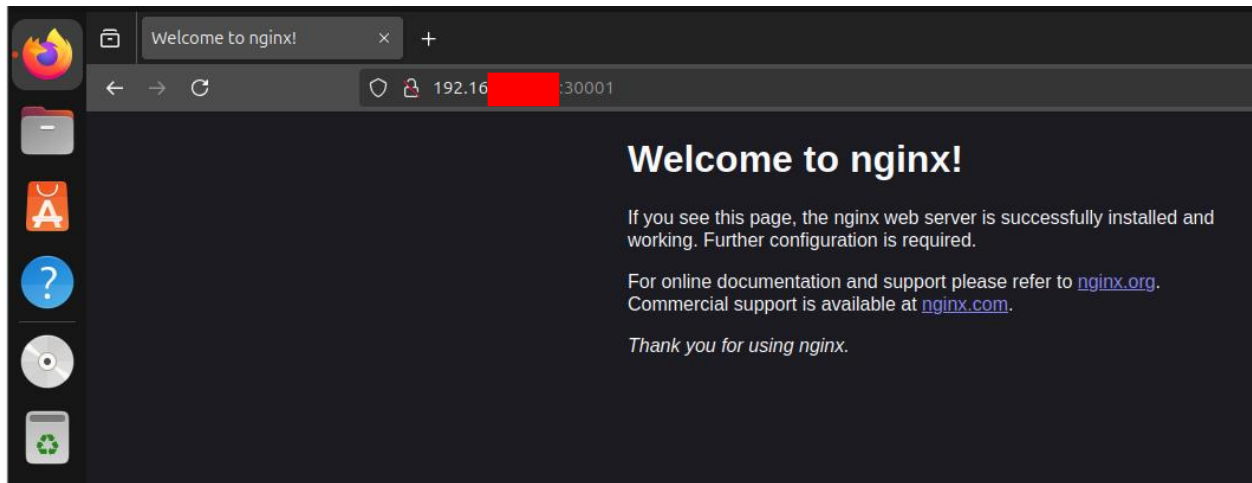 Welcome to nginx!
192.16 :30001
Welcome to nginx!
If you see this page, the nginx web server is successfully installed and
working. Further configuration is required.
For online documentation and support please refer to nginx.org.
Commercial support is available at nginx.com.
Thank you for using nginx.